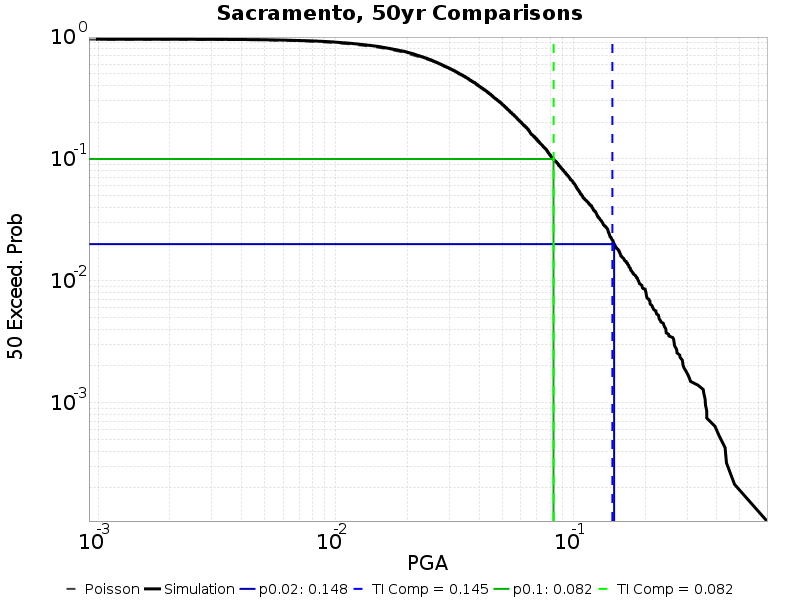 Sacramento, 50yr Comparisons
10^0
10^-1
10^-2
10^-3
50 Exceed. Prob
10^-3 10^-2 10^-1
PGA
Poisson Simulation p0.02: 0.148 TI Comp = 0.145 p0.1: 0.082 TI Comp = 0.082